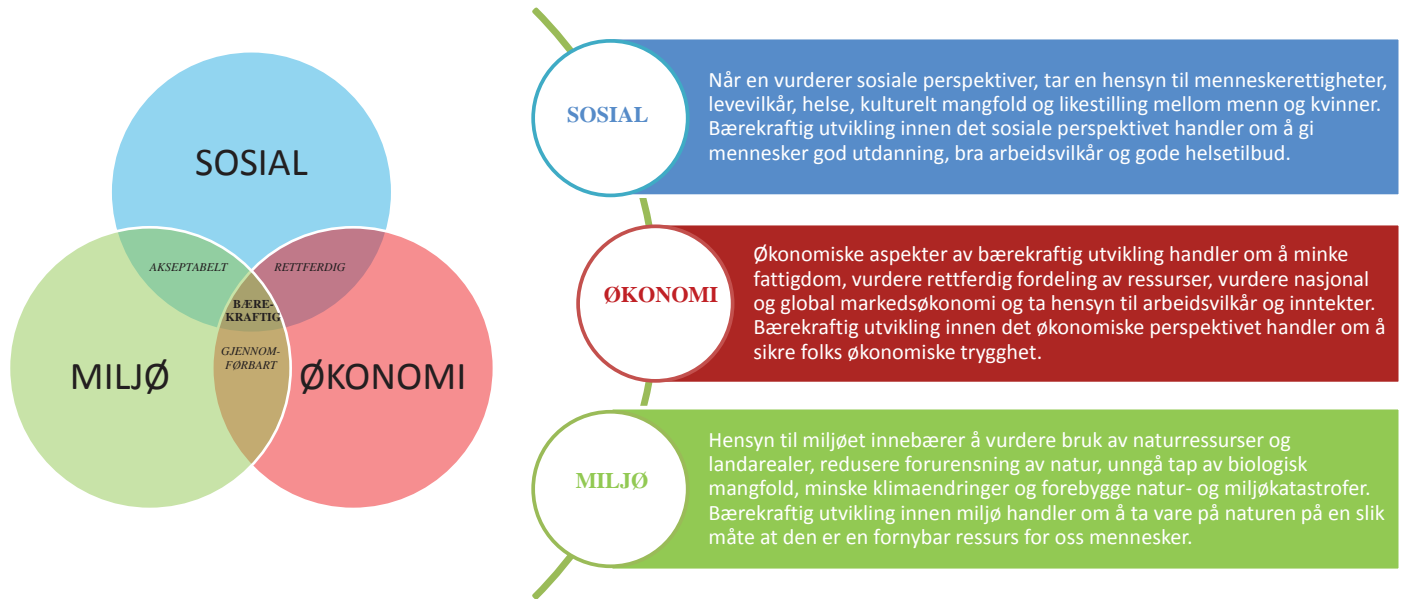 SOSIAL
AKSEPTABELT
RETTFERDIG
BÆRE-
KRAFTIG
GJENNOM-
FØRBART
MILJØ
ØKONOMI
SOSIAL
Når en vurderer sosiale perspektiver, tar en hensyn til menneskerettigheter,
levevilkår, helse, kulturelt mangfold og likestilling mellom menn og kvinner.
Bærekraftig utvikling innen det sosiale perspektivet handler om å gi
mennesker god utdanning, bra arbeidsvilkår og gode helsetilbud.
ØKONOMI
Økonomiske aspekter av bærekraftig utvikling handler om å minke
fattigdom, vurdere rettferdig fordeling av ressurser, vurdere nasjonal
og global markedsøkonomi og ta hensyn til arbeidsvilkår og inntekter.
Bærekraftig utvikling innen det økonomiske perspektivet handler om å
sikre folks økonomiske trygghet.
MILJØ
Hensyn til miljøet innebærer å vurdere bruk av naturressurser og
landarealer, redusere forurensning av natur, unngå tap av biologisk
mangfold, minske klimaendringer og forebygge natur- og miljøkatastrofer.
Bærekraftig utvikling innen miljø handler om å ta vare på naturen på en slik
måte at den er en fornybar ressurs for oss mennesker.